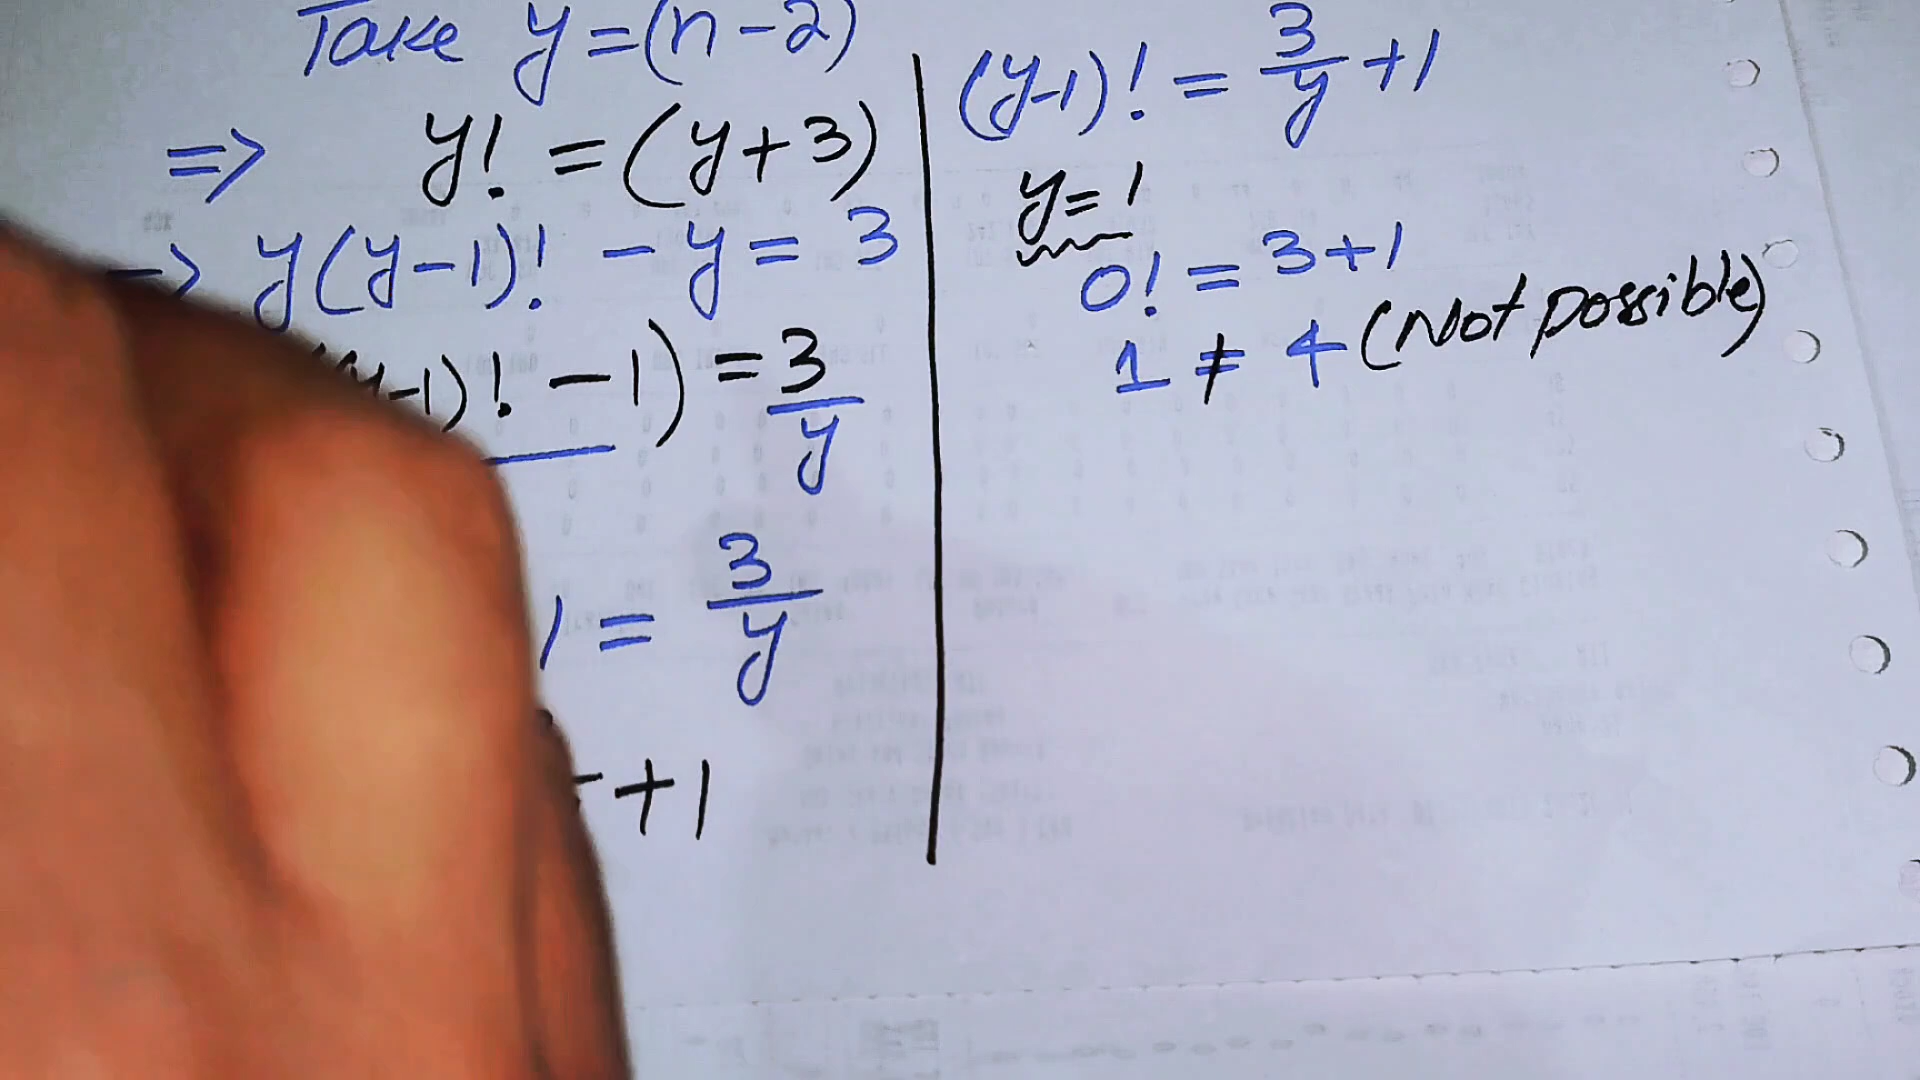 Take y=(n-2)
=> y! = (y+3)
-> y(y-1)! - y = 3
-1)! - 1) = 3/y
1 = 3/y
+1
(y-1)! = 3/y +1
y=1
0! = 3+1
1 ≠ 4 (Not possible)